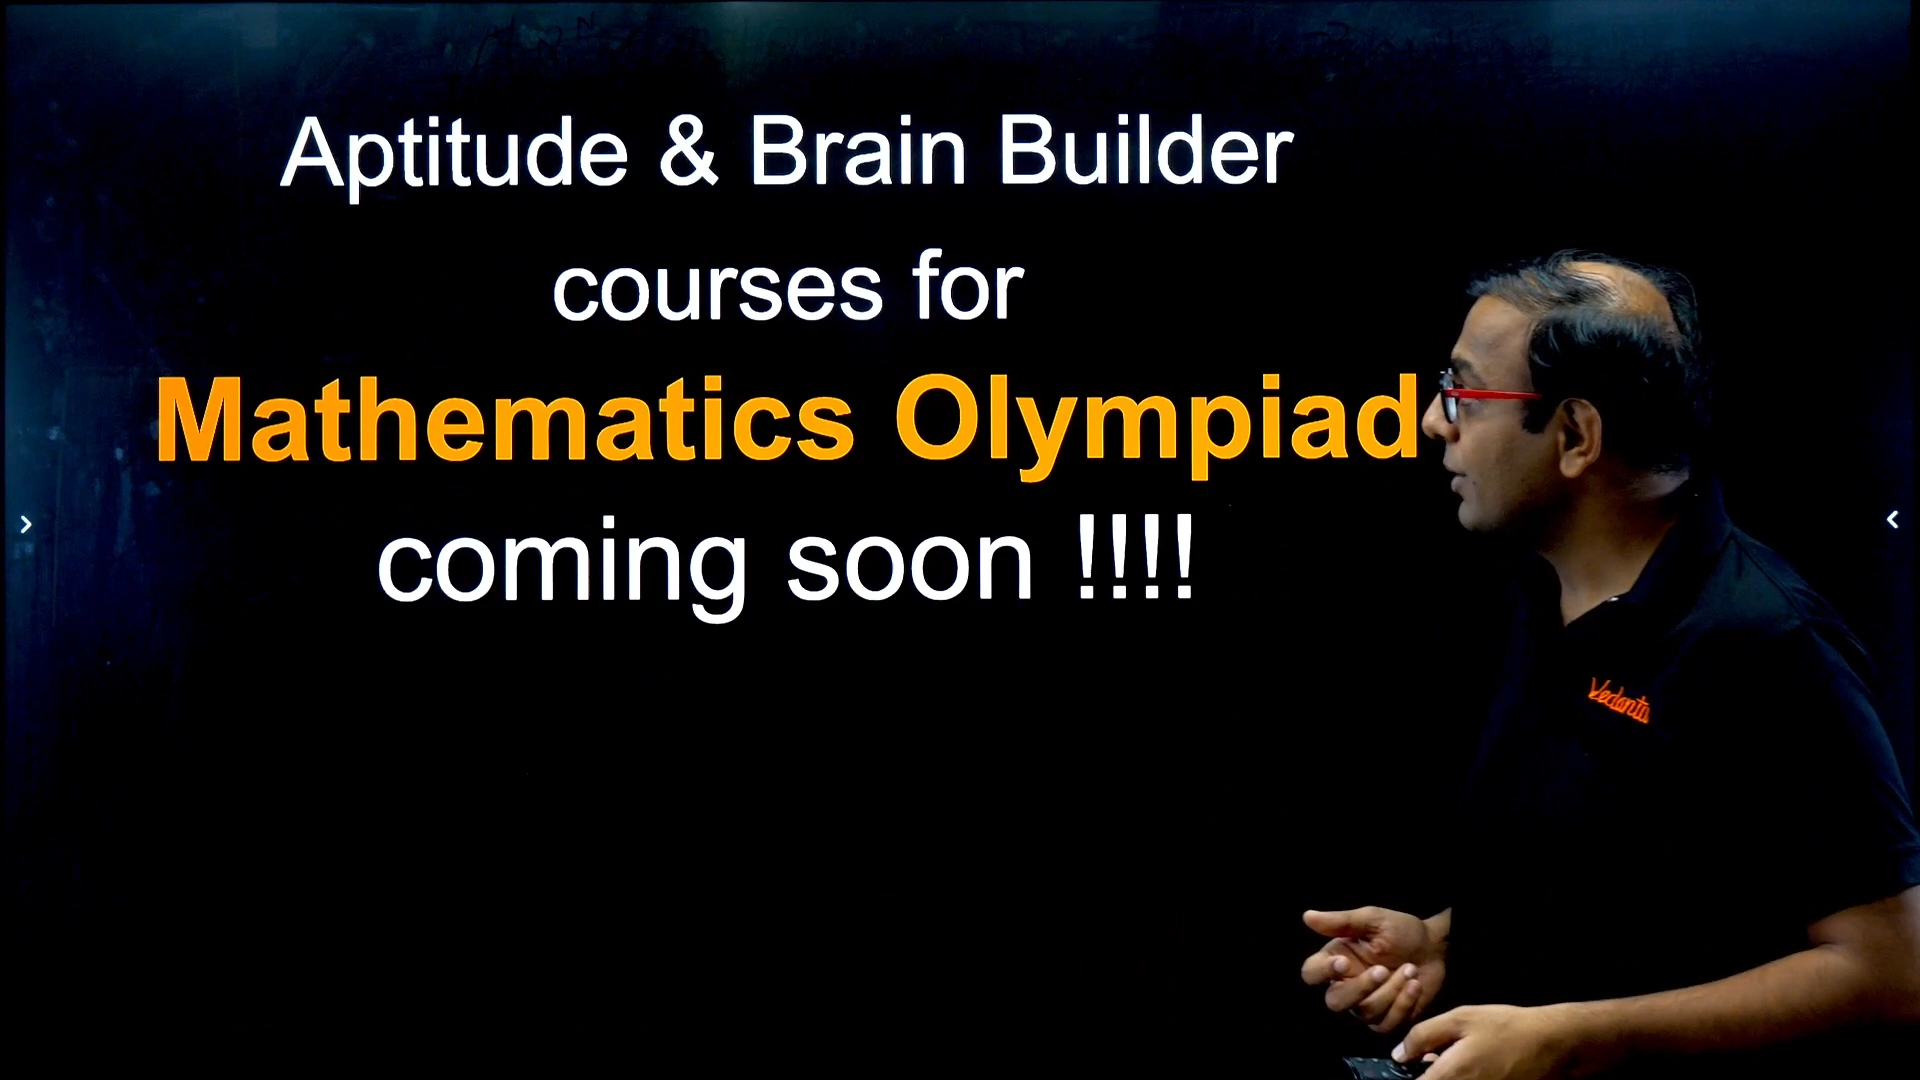 Aptitude & Brain Builder
courses for
Mathematics Olympiad
coming soon !!!!
Vedantu